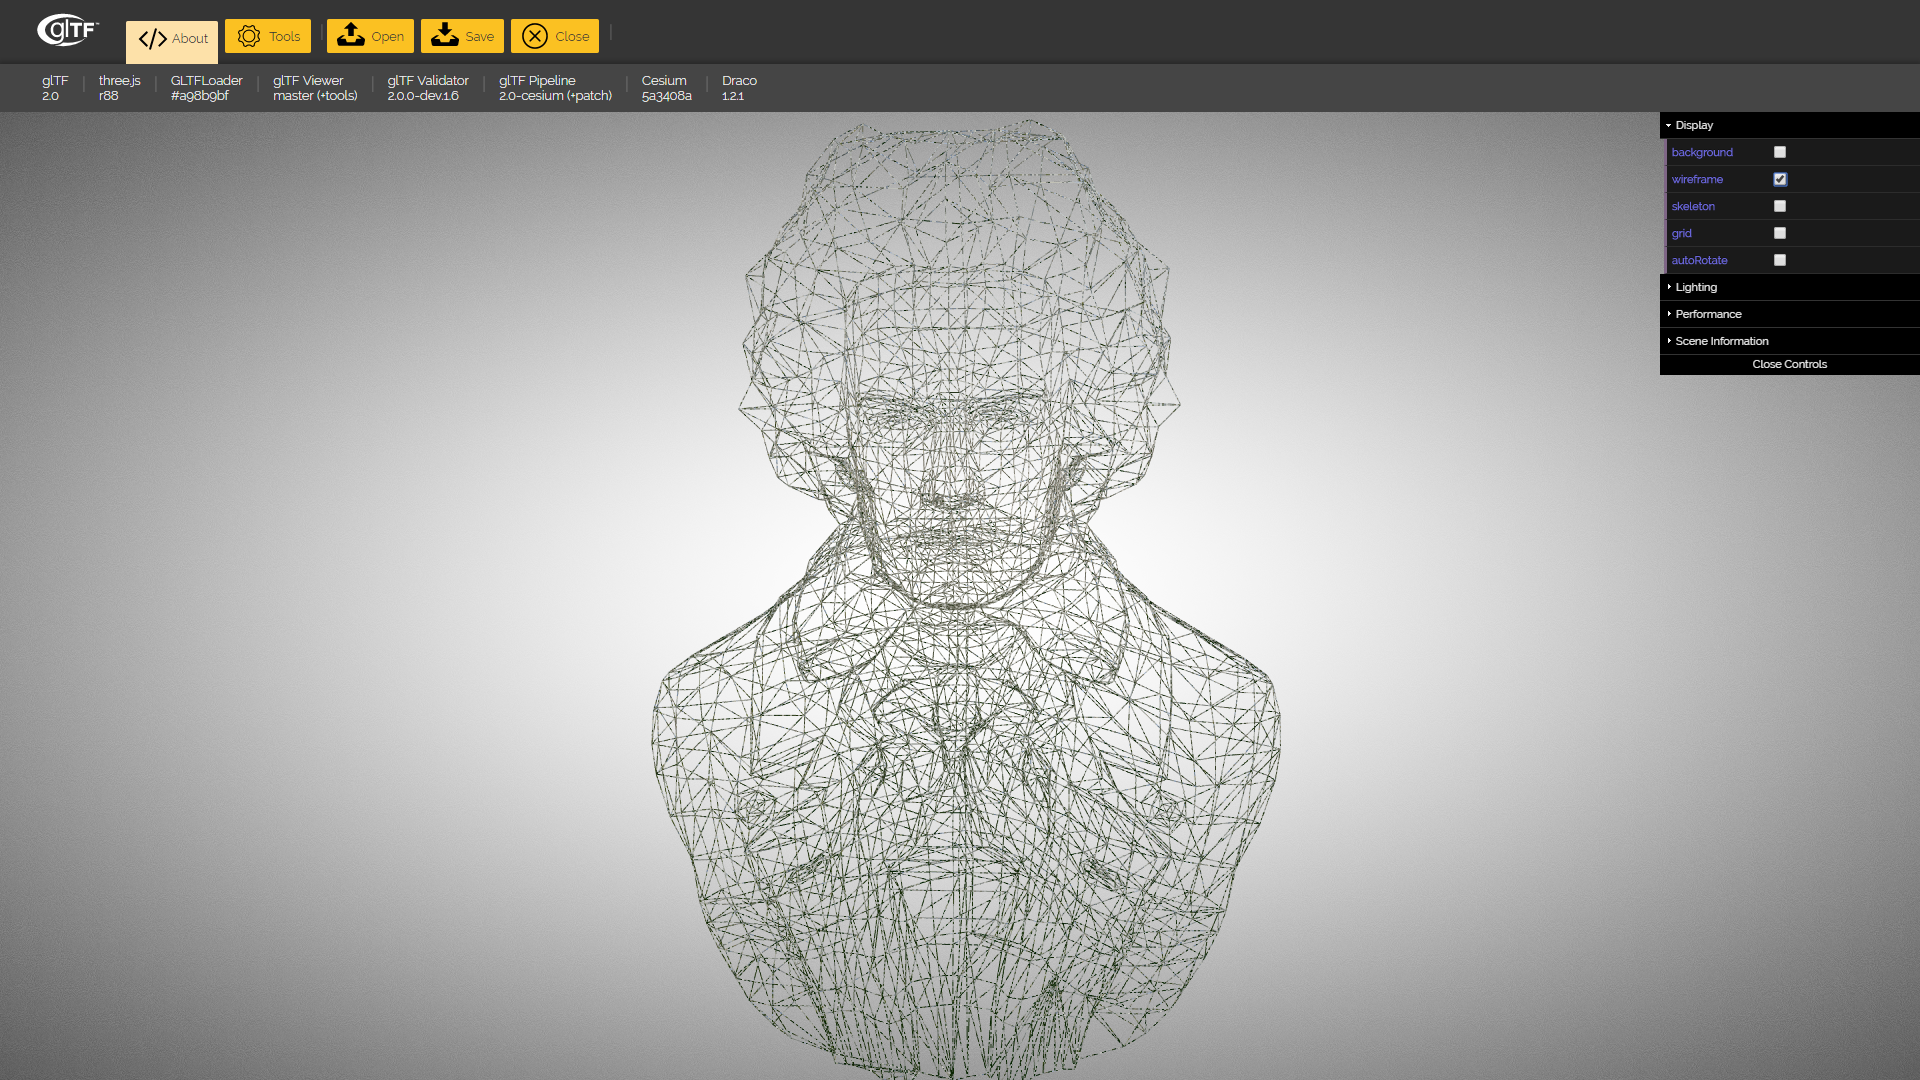 glTF™
</> About
Tools
Open
Save
Close
glTF
2.0
three.js
r88
GLTFLoader
#a98b9bf
glTF Viewer
master (+tools)
glTF Validator
2.0.0-dev.1.6
glTF Pipeline
2.0-cesium (+patch)
Cesium
5a3408a
Draco
1.2.1
Display
background
wireframe
skeleton
grid
autoRotate
Lighting
Performance
Scene Information
Close Controls